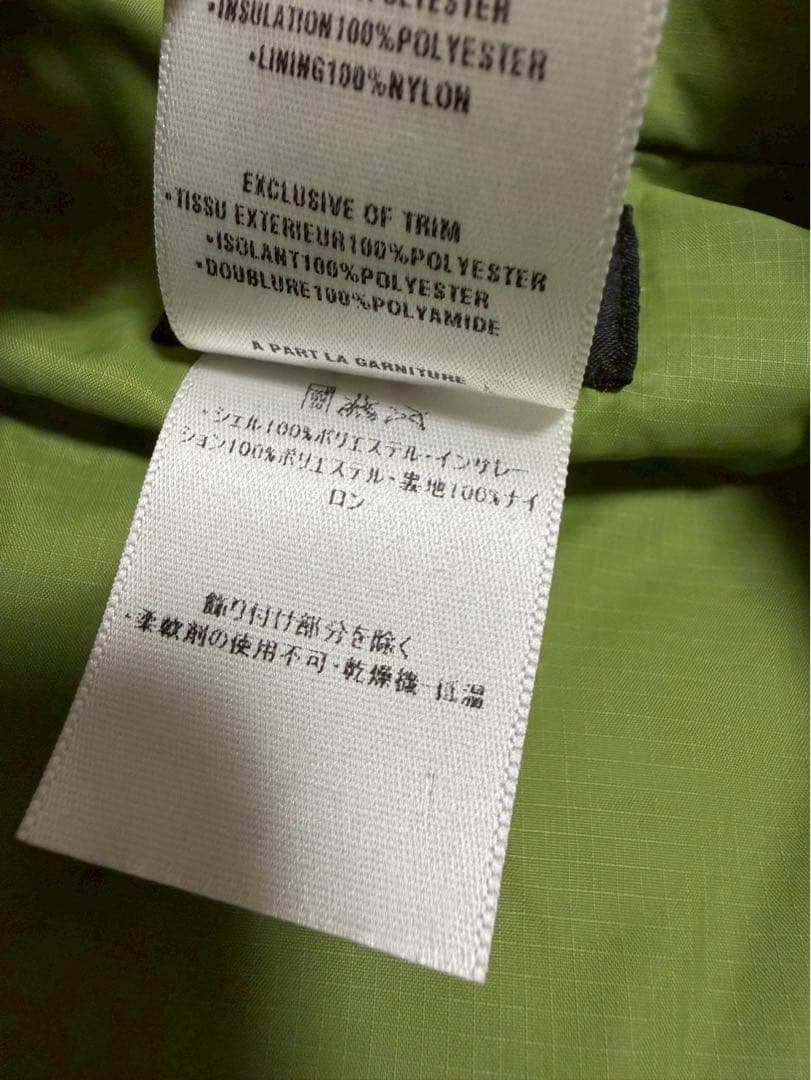 POLYESTER
•INSULATION100%POLYESTER
•LINING100%NYLON
EXCLUSIVE OF TRIM
•TISSU EXTERIEUR100%POLYESTER
•ISOLANT100%POLYESTER
•DOUBLURE100%POLYAMIDE
A PART LA GARNITURE
・シェル100%ポリエステル・インサレー
ション100%ポリエステル・裏地100%ナイ
ロン
飾り付け部分を除く
・柔軟剤の使用不可・乾燥機－低温